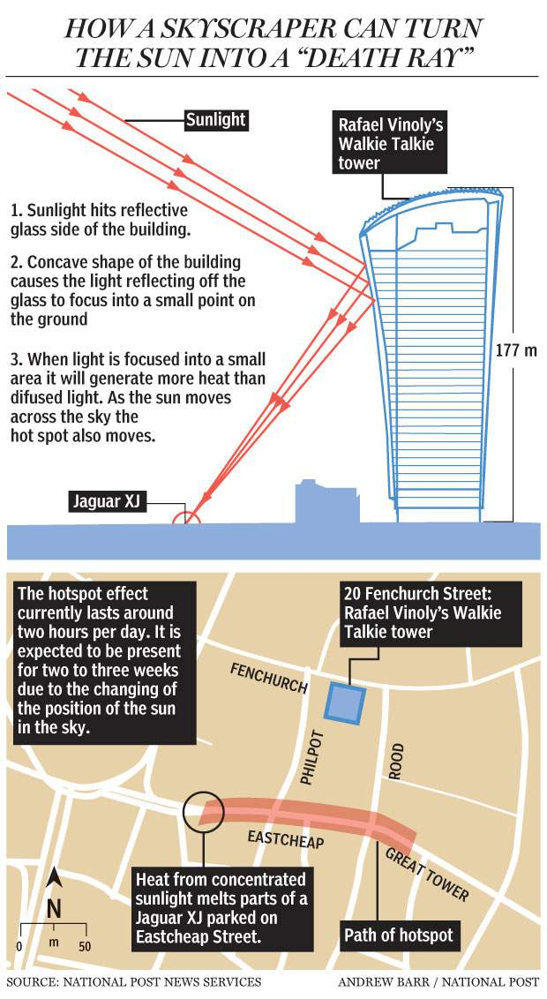 HOW A SKYSCRAPER CAN TURN
THE SUN INTO A “DEATH RAY”
Sunlight
Rafael Vinoly’s
Walkie Talkie
tower
1. Sunlight hits reflective
glass side of the building.
2. Concave shape of the building
causes the light reflecting off the
glass to focus into a small point on
the ground
3. When light is focused into a small
area it will generate more heat than
difused light. As the sun moves
across the sky the
hot spot also moves.
177 m
Jaguar XJ
The hotspot effect
currently lasts around
two hours per day. It is
expected to be present
for two to three weeks
due to the changing of
the position of the sun
in the sky.
20 Fenchurch Street:
Rafael Vinoly’s Walkie
Talkie tower
FENCHURCH
PHILPOT
ROOD
EASTCHEAP
GREAT TOWER
Heat from concentrated
sunlight melts parts of a
Jaguar XJ parked on
Eastcheap Street.
Path of hotspot
N
0 m 50
SOURCE: NATIONAL POST NEWS SERVICES
ANDREW BARR / NATIONAL POST